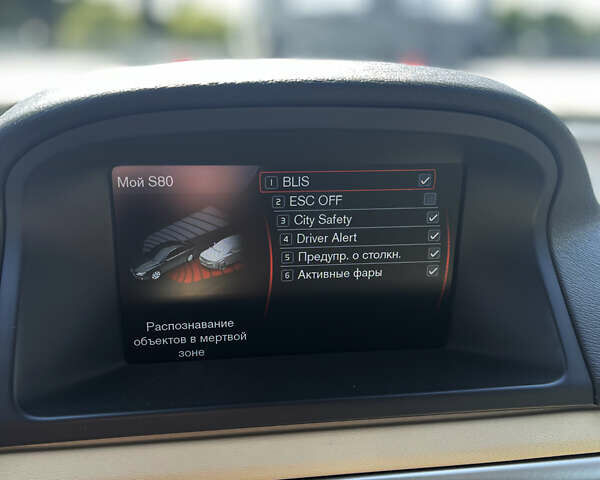 Мой S80
1 BLIS
2 ESC OFF
3 City Safety
4 Driver Alert
5 Предупр. о столкн.
6 Активные фары
Распознавание
объектов в мертвой
зоне